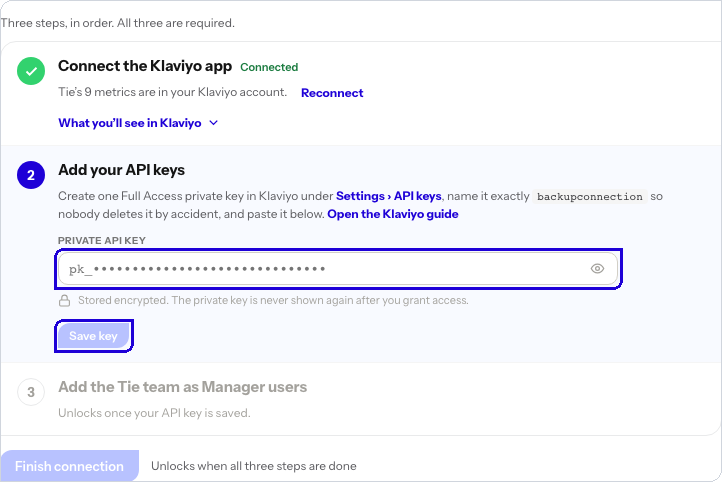 Three steps, in order. All three are required.
Connect the Klaviyo app Connected
Tie's 9 metrics are in your Klaviyo account. Reconnect
What you'll see in Klaviyo
2 Add your API keys
Create one Full Access private key in Klaviyo under Settings › API keys, name it exactly backupconnection so
nobody deletes it by accident, and paste it below. Open the Klaviyo guide
PRIVATE API KEY
pk_••••••••••••••••••••••••••••••
Stored encrypted. The private key is never shown again after you grant access.
Save key
3 Add the Tie team as Manager users
Unlocks once your API key is saved.
Finish connection Unlocks when all three steps are done